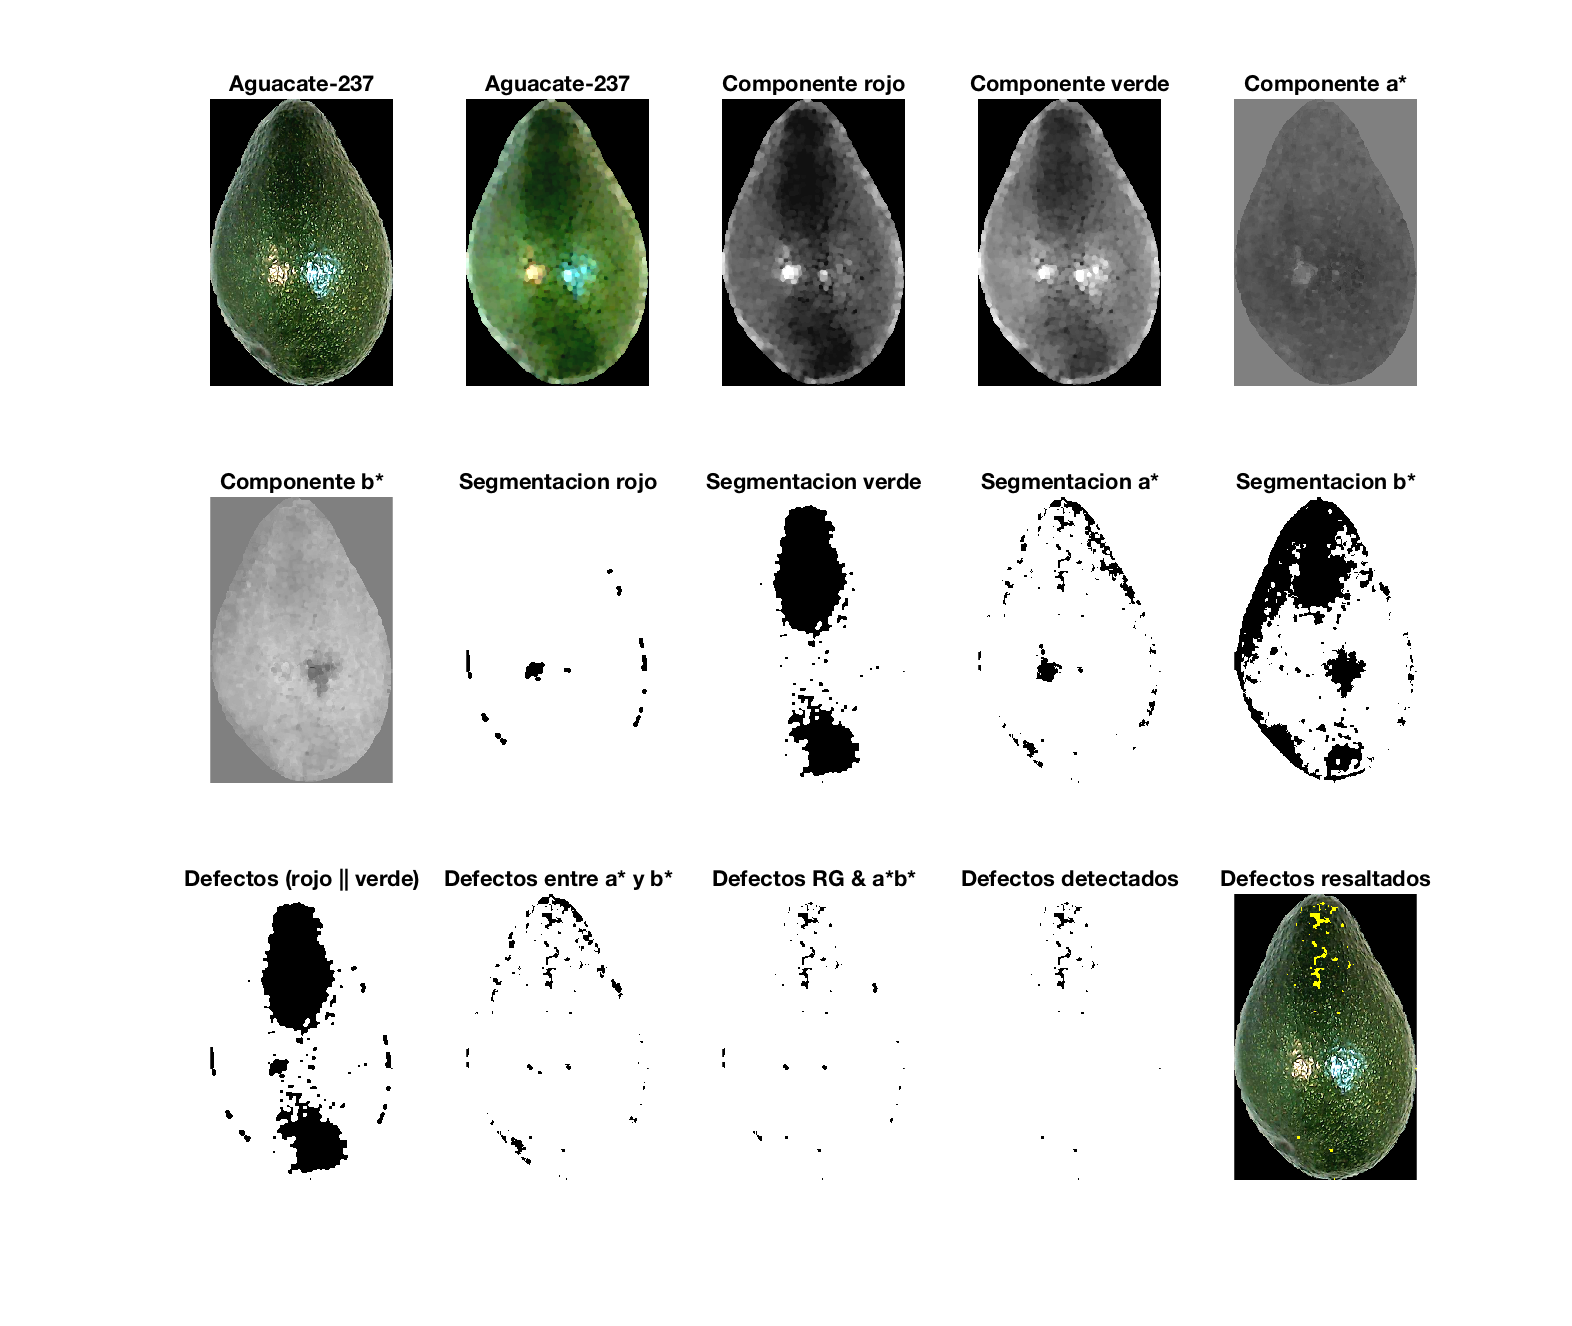 Aguacate-237
Aguacate-237
Componente rojo
Componente verde
Componente a*
Componente b*
Segmentacion rojo
Segmentacion verde
Segmentacion a*
Segmentacion b*
Defectos (rojo || verde)
Defectos entre a* y b*
Defectos RG & a*b*
Defectos detectados
Defectos resaltados